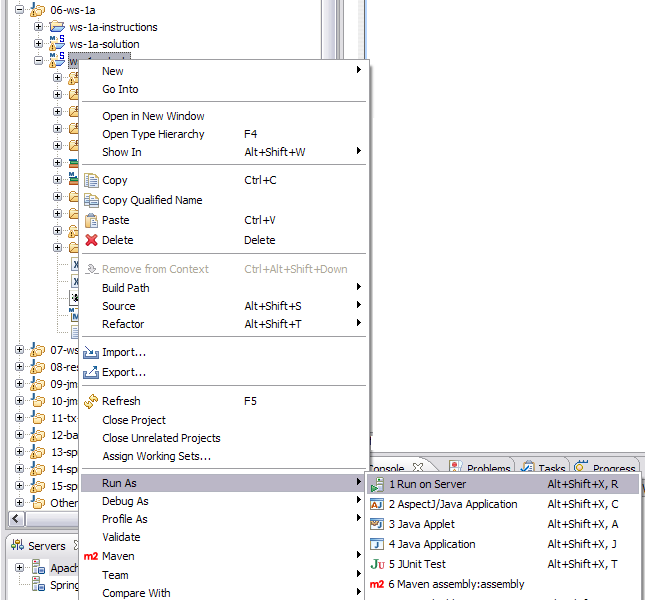 06-ws-1a
ws-1a-instructions
ws-1a-solution
New
Go Into
Open in New Window
Open Type Hierarchy F4
Show In Alt+Shift+W
Copy Ctrl+C
Copy Qualified Name
Paste Ctrl+V
Delete Delete
Remove from Context Ctrl+Alt+Shift+Down
Build Path
Source Alt+Shift+S
Refactor Alt+Shift+T
Import...
Export...
Refresh F5
Close Project
Close Unrelated Projects
Assign Working Sets...
Run As
Debug As
Profile As
Validate
m2 Maven
Team
Compare With
07-ws
08-res
09-jm
10-jm
11-tx-
12-ba
13-sp
14-sp
15-sp
Other
Servers
Apach
Spring
Console Problems Tasks Progress
1 Run on Server Alt+Shift+X, R
2 AspectJ/Java Application Alt+Shift+X, C
3 Java Applet Alt+Shift+X, A
4 Java Application Alt+Shift+X, J
Ju 5 JUnit Test Alt+Shift+X, T
m2 6 Maven assembly:assembly